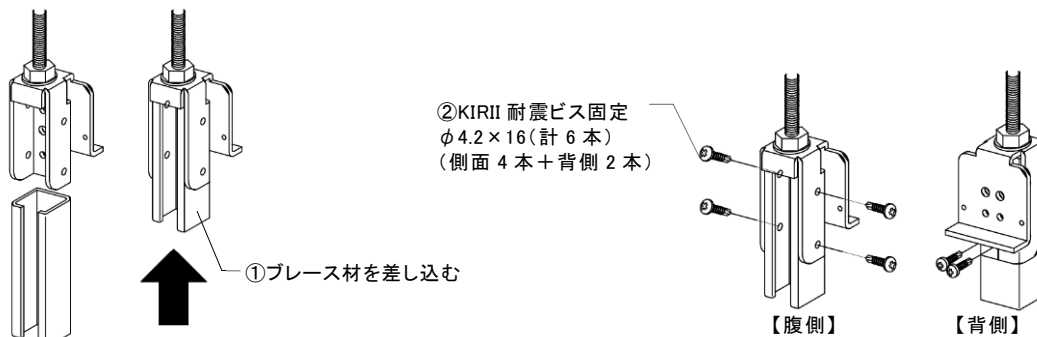 ①ブレース材を差し込む
②KIRII 耐震ビス固定
φ4.2×16(計 6 本)
(側面 4 本＋背側 2 本)
【腹側】
【背側】